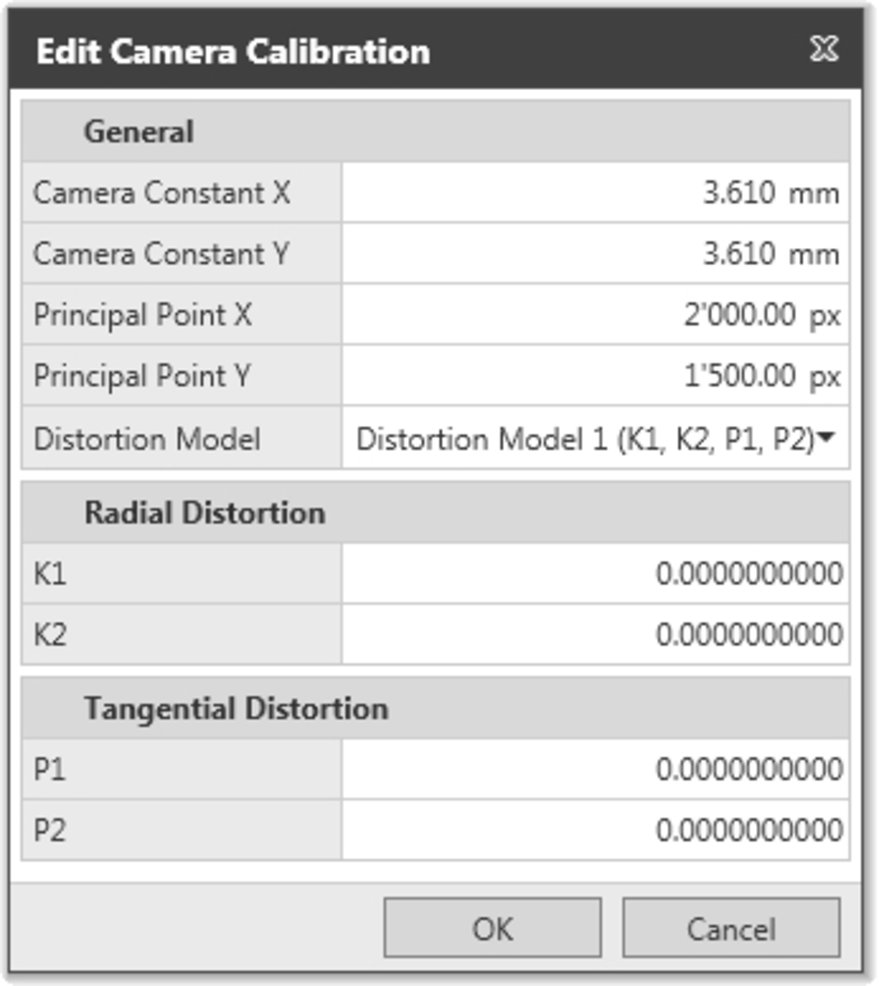 Edit Camera Calibration
General
Camera Constant X 3.610 mm
Camera Constant Y 3.610 mm
Principal Point X 2'000.00 px
Principal Point Y 1'500.00 px
Distortion Model Distortion Model 1 (K1, K2, P1, P2)
Radial Distortion
K1 0.0000000000
K2 0.0000000000
Tangential Distortion
P1 0.0000000000
P2 0.0000000000
OK Cancel